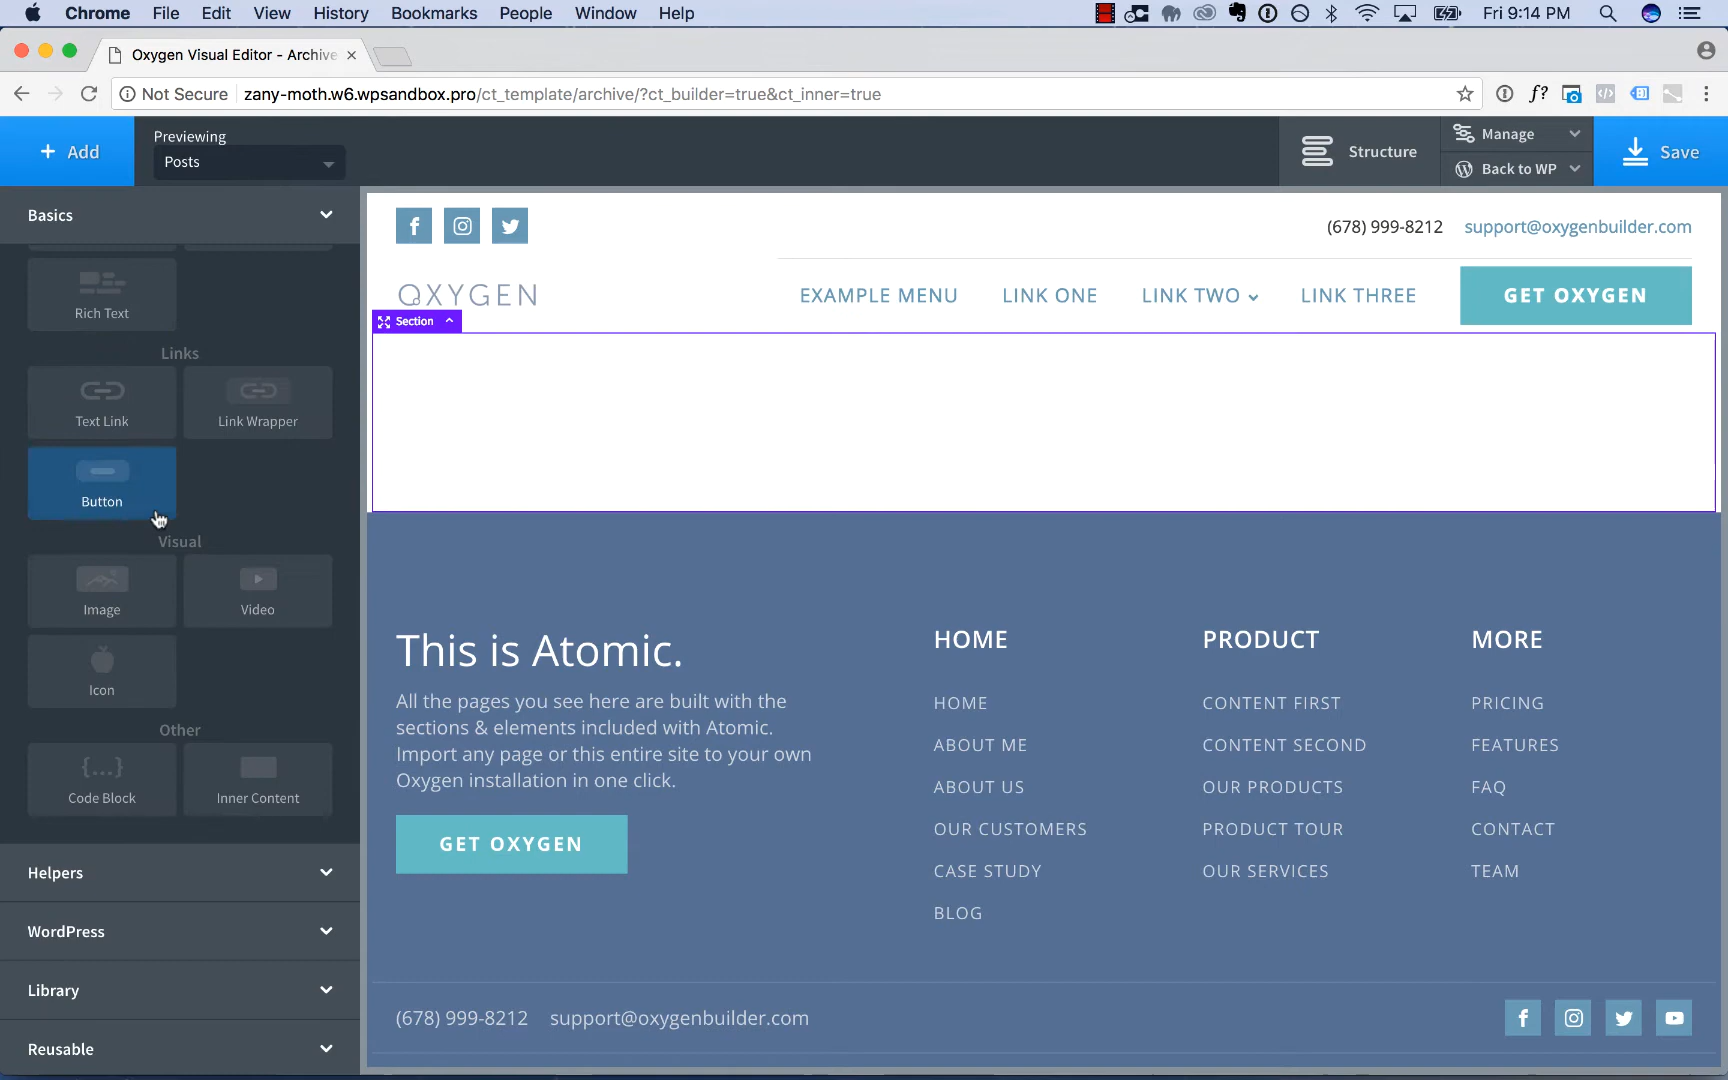 Chrome File Edit View History Bookmarks People Window Help Fri 9:14 PM
Oxygen Visual Editor - Archive
Not Secure zany-moth.w6.wpsandbox.pro/ct_template/archive/?ct_builder=true&ct_inner=true
+ Add
Previewing
Posts
Structure
Manage
Back to WP
Save
Basics
Rich Text
Links
Text Link
Link Wrapper
Button
Visual
Image
Video
Icon
Other
{...}
Code Block
Inner Content
Helpers
WordPress
Library
Reusable
(678) 999-8212 support@oxygenbuilder.com
OXYGEN
EXAMPLE MENU LINK ONE LINK TWO LINK THREE GET OXYGEN
Section
This is Atomic.
All the pages you see here are built with the
sections & elements included with Atomic.
Import any page or this entire site to your own
Oxygen installation in one click.
GET OXYGEN
HOME
HOME
ABOUT ME
ABOUT US
OUR CUSTOMERS
CASE STUDY
BLOG
PRODUCT
CONTENT FIRST
CONTENT SECOND
OUR PRODUCTS
PRODUCT TOUR
OUR SERVICES
MORE
PRICING
FEATURES
FAQ
CONTACT
TEAM
(678) 999-8212 support@oxygenbuilder.com